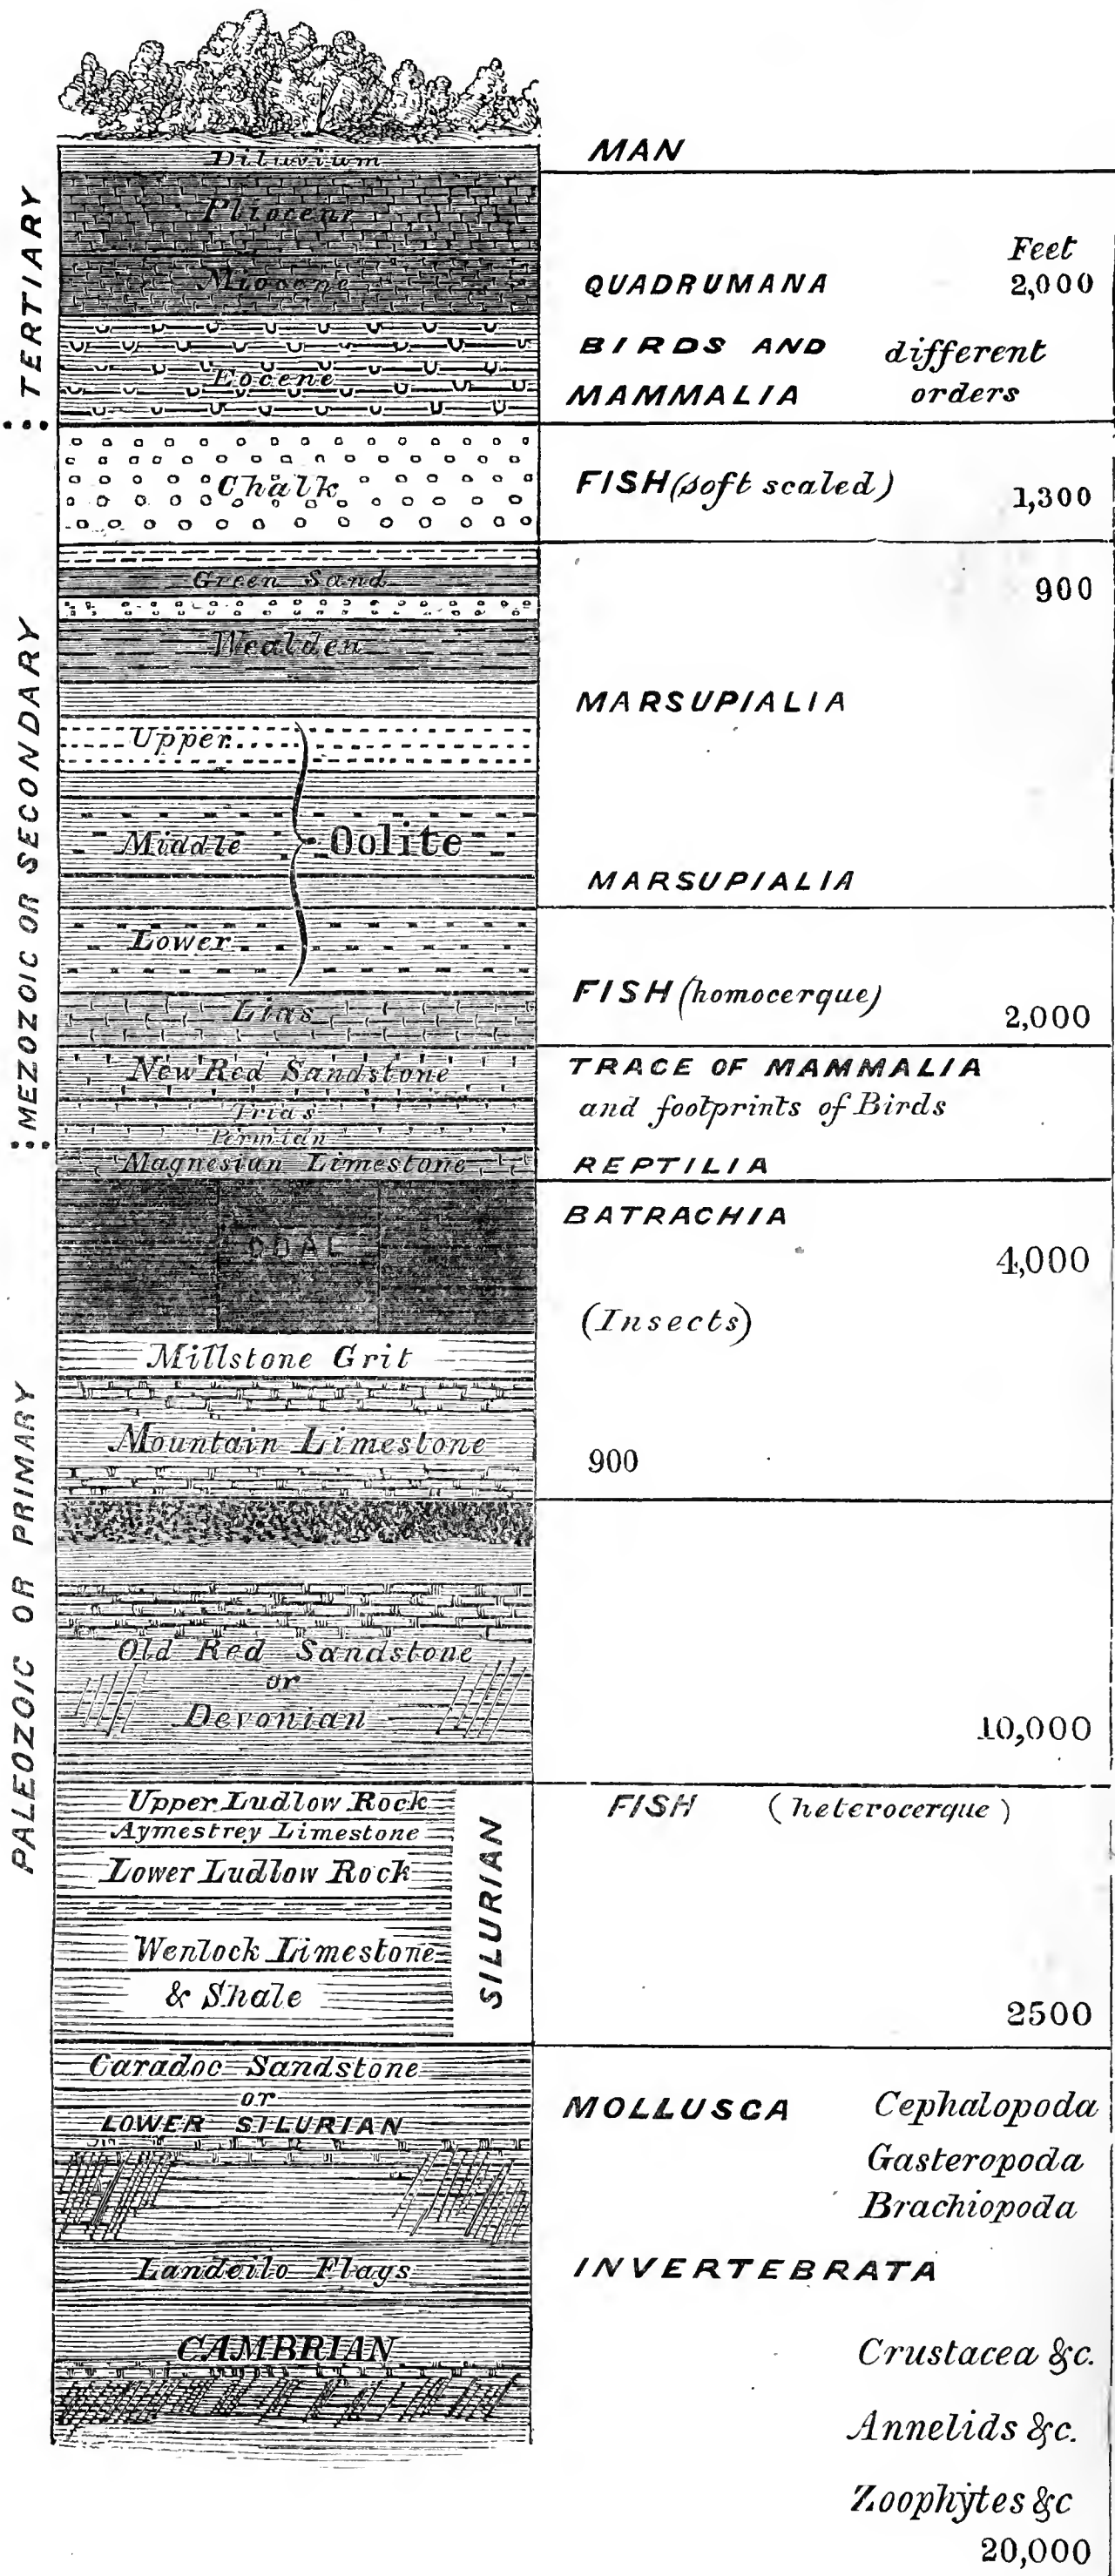 TERTIARY
Diluvium
MAN
Pliocene
Feet
Miocene
QUADRUMANA 2,000
BIRDS AND different
Eocene
MAMMALIA orders
MEZOZOIC OR SECONDARY
Chalk
FISH (soft scaled) 1,300
Green Sand
900
Wealden
MARSUPIALIA
Upper
Middle Oolite
MARSUPIALIA
Lower
FISH (homocerque)
Lias
2,000
New Red Sandstone
TRACE OF MAMMALIA
Trias
and footprints of Birds
Permian
Magnesian Limestone
REPTILIA
PALEOZOIC OR PRIMARY
BATRACHIA
COAL
4,000
(Insects)
Millstone Grit
Mountain Limestone
900
Old Red Sandstone
or
Devonian
10,000
SILURIAN
Upper Ludlow Rock
FISH (heterocerque)
Aymestrey Limestone
Lower Ludlow Rock
Wenlock Limestone
& Shale
2500
Caradoc Sandstone
or
LOWER SILURIAN
MOLLUSCA Cephalopoda
Gasteropoda
Brachiopoda
Landeilo Flags
INVERTEBRATA
CAMBRIAN
Crustacea &c.
Annelids &c.
Zoophytes &c
20,000